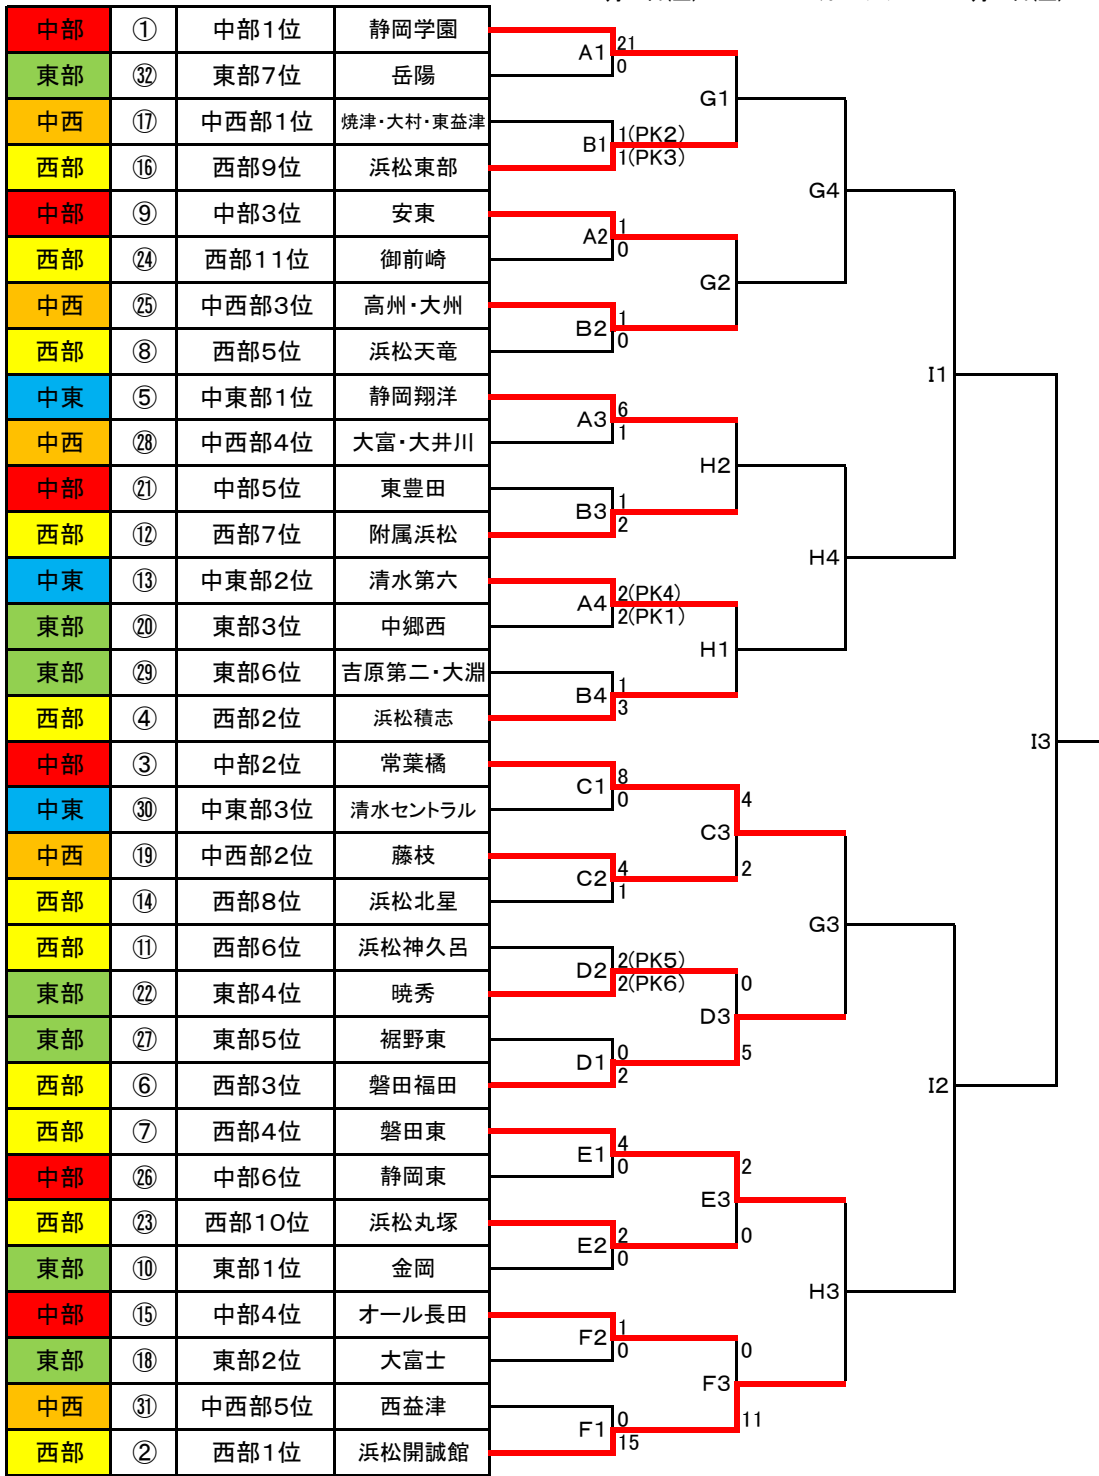 中部 ① 中部1位 静岡学園
東部 ㉜ 東部7位 岳陽
中西 ⑰ 中西部1位 焼津・大村・東益津
西部 ⑯ 西部9位 浜松東部
中部 ⑨ 中部3位 安東
西部 ㉔ 西部11位 御前崎
中西 ㉕ 中西部3位 高州・大州
西部 ⑧ 西部5位 浜松天竜
中東 ⑤ 中東部1位 静岡翔洋
中西 ㉘ 中西部4位 大富・大井川
中部 ㉑ 中部5位 東豊田
西部 ⑫ 西部7位 附属浜松
中東 ⑬ 中東部2位 清水第六
東部 ⑳ 東部3位 中郷西
東部 ㉙ 東部6位 吉原第二・大淵
西部 ④ 西部2位 浜松積志
中部 ③ 中部2位 常葉橘
中東 ㉚ 中東部3位 清水セントラル
中西 ⑲ 中西部2位 藤枝
西部 ⑭ 西部8位 浜松北星
西部 ⑪ 西部6位 浜松神久呂
東部 ㉒ 東部4位 暁秀
東部 ㉗ 東部5位 裾野東
西部 ⑥ 西部3位 磐田福田
西部 ⑦ 西部4位 磐田東
中部 ㉖ 中部6位 静岡東
西部 ㉓ 西部10位 浜松丸塚
東部 ⑩ 東部1位 金岡
中部 ⑮ 中部4位 オール長田
東部 ⑱ 東部2位 大富士
中西 ㉛ 中西部5位 西益津
西部 ② 西部1位 浜松開誠館
A1 21
0
B1 1(PK2)
1(PK3)
A2 1
0
B2 1
0
A3 6
1
B3 1
2
A4 2(PK4)
2(PK1)
B4 1
3
C1 8
0
C2 4
1
D2 2(PK5)
2(PK6)
D1 0
2
E1 4
0
E2 2
0
F2 1
0
F1 0
15
G1
G2
H2
H1
C3 4
2
D3 0
5
E3 2
0
F3 0
11
G4
H4
G3
H3
I1
I2
I3